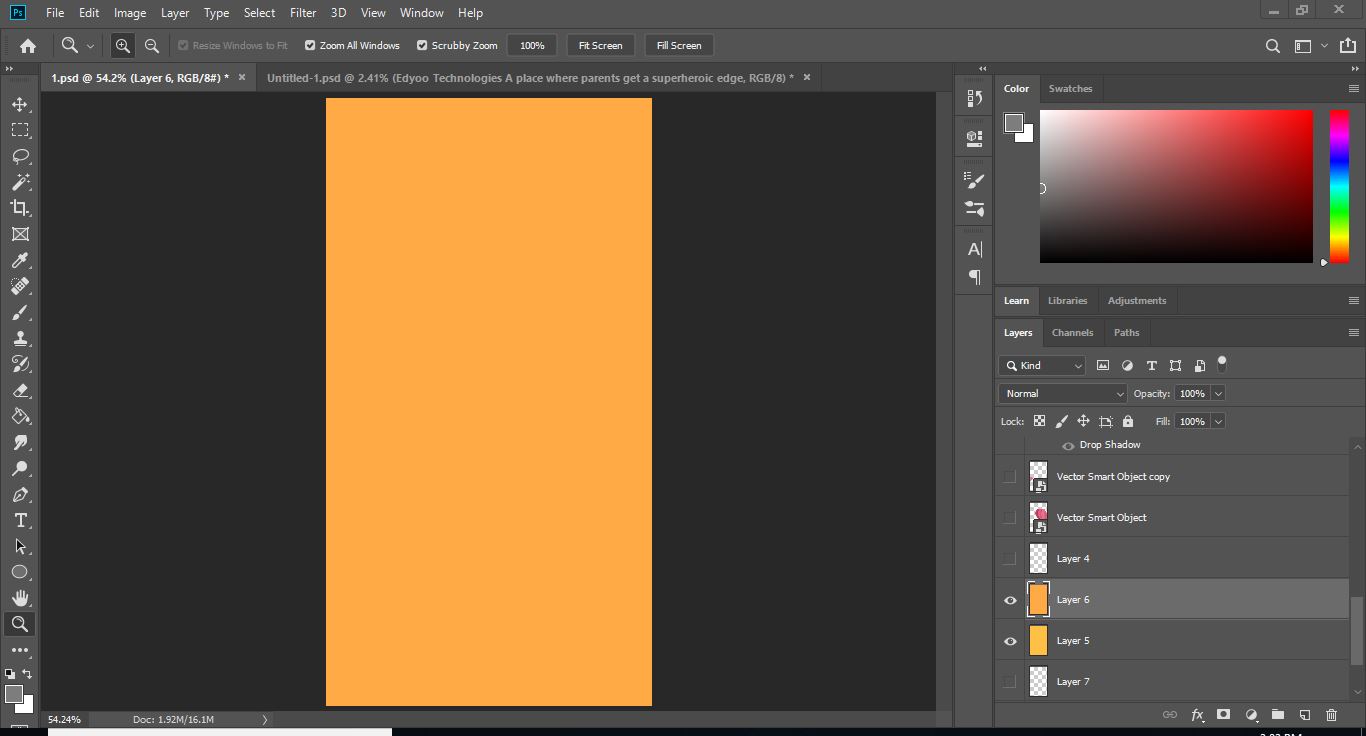 Ps File Edit Image Layer Type Select Filter 3D View Window Help
Resize Windows to Fit Zoom All Windows Scrubby Zoom 100% Fit Screen Fill Screen
1.psd @ 54.2% (Layer 6, RGB/8#) * Untitled-1.psd @ 2.41% (Edyoo Technologies A place where parents get a superheroic edge, RGB/8) *
Color Swatches
Learn Libraries Adjustments
Layers Channels Paths
Kind
Normal Opacity: 100%
Lock: Fill: 100%
Drop Shadow
Vector Smart Object copy
Vector Smart Object
Layer 4
Layer 6
Layer 5
Layer 7
54.24% Doc: 1.92M/16.1M